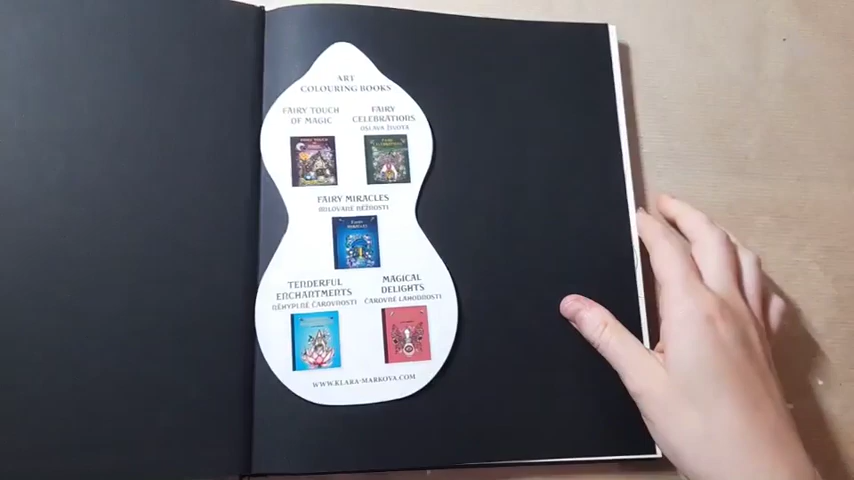 ART
COLOURING BOOKS
FAIRY TOUCH
OF MAGIC
FAIRY
CELEBRATIONS
OSLAVA ŽIVOTA
FAIRY MIRACLES
MILOVANÉ NĚŽNOSTI
TENDERFUL
ENCHANTMENTS
NĚHYPLNÉ ČAROVNOSTI
MAGICAL
DELIGHTS
ČAROVNÉ LAHODNOSTI
WWW.KLARA-MARKOVA.COM